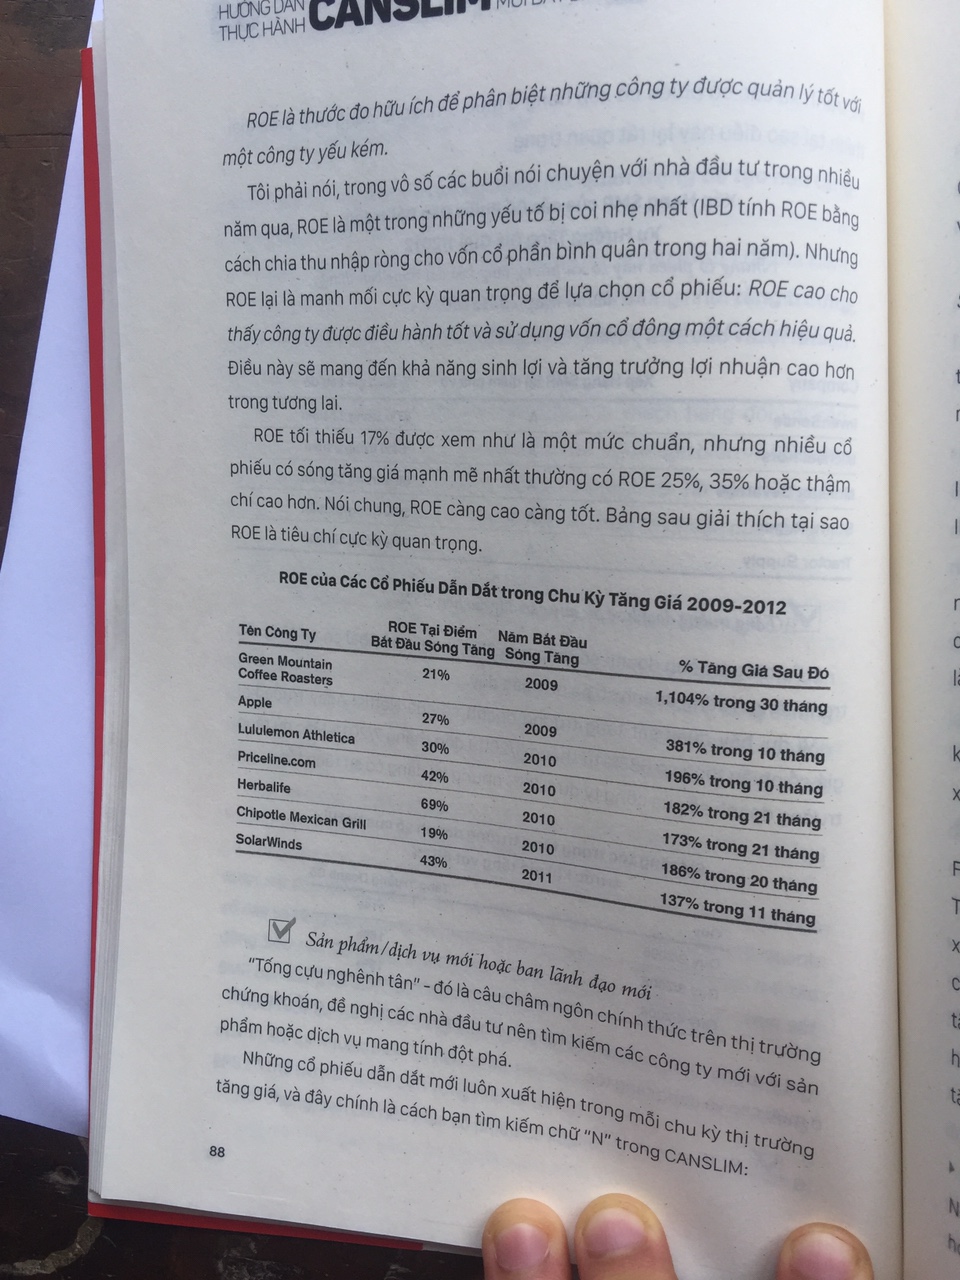 HƯỚNG DẪN
THỰC HÀNH CANSLIM
ROE là thước đo hữu ích để phân biệt những công ty được quản lý tốt với
một công ty yếu kém.
Tôi phải nói, trong vô số các buổi nói chuyện với nhà đầu tư trong nhiều
năm qua, ROE là một trong những yếu tố bị coi nhẹ nhất (IBD tính ROE bằng
cách chia thu nhập ròng cho vốn cổ phần bình quân trong hai năm). Nhưng
ROE lại là manh mối cực kỳ quan trọng để lựa chọn cổ phiếu: ROE cao cho
thấy công ty được điều hành tốt và sử dụng vốn cổ đông một cách hiệu quả.
Điều này sẽ mang đến khả năng sinh lợi và tăng trưởng lợi nhuận cao hơn
trong tương lai.
ROE tối thiểu 17% được xem như là một mức chuẩn, nhưng nhiều cổ
phiếu có sóng tăng giá mạnh mẽ nhất thường có ROE 25%, 35% hoặc thậm
chí cao hơn. Nói chung, ROE càng cao càng tốt. Bảng sau giải thích tại sao
ROE là tiêu chí cực kỳ quan trọng.
ROE của Các Cổ Phiếu Dẫn Dắt trong Chu Kỳ Tăng Giá 2009-2012
Tên Công Ty ROE Tại Điểm Bắt Đầu Sóng Tăng Năm Bắt Đầu Sóng Tăng % Tăng Giá Sau Đó
Green Mountain Coffee Roasters 21% 2009 1,104% trong 30 tháng
Apple 27% 2009 381% trong 10 tháng
Lululemon Athletica 30% 2010 196% trong 10 tháng
Priceline.com 42% 2010 182% trong 21 tháng
Herbalife 69% 2010 173% trong 21 tháng
Chipotle Mexican Grill 19% 2010 186% trong 20 tháng
SolarWinds 43% 2011 137% trong 11 tháng
Sản phẩm/dịch vụ mới hoặc ban lãnh đạo mới
"Tống cựu nghênh tân" - đó là câu châm ngôn chính thức trên thị trường
chứng khoán, đề nghị các nhà đầu tư nên tìm kiếm các công ty mới với sản
phẩm hoặc dịch vụ mang tính đột phá.
Những cổ phiếu dẫn dắt mới luôn xuất hiện trong mỗi chu kỳ thị trường
tăng giá, và đây chính là cách bạn tìm kiếm chữ "N" trong CANSLIM:
88